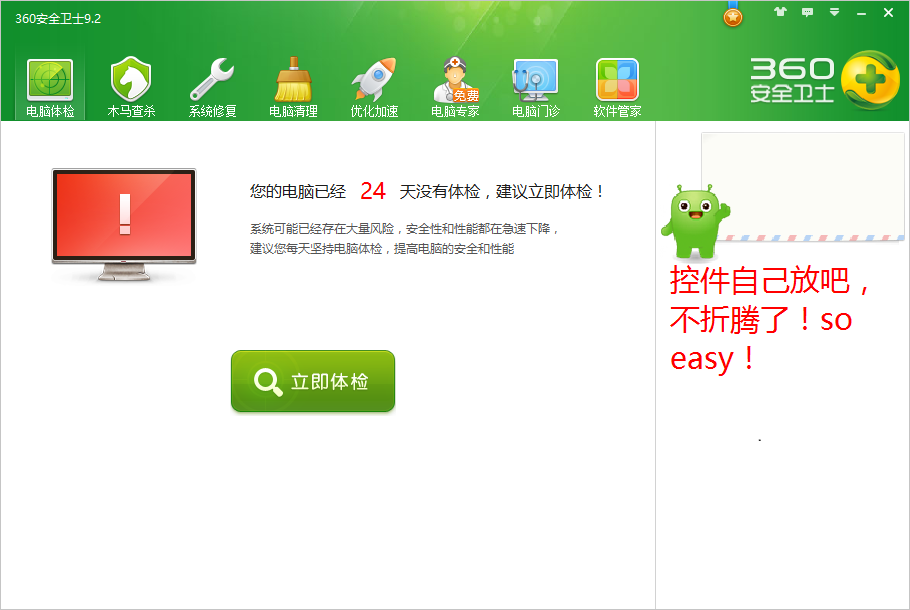 360安全卫士9.2
电脑体检
木马查杀
系统修复
电脑清理
优化加速
免费
电脑专家
电脑门诊
软件管家
360
安全卫士
您的电脑已经 24 天没有体检，建议立即体检！
系统可能已经存在大量风险，安全性和性能都在急速下降，
建议您每天坚持电脑体检，提高电脑的安全和性能
立即体检
控件自己放吧，
不折腾了！so
easy！
.